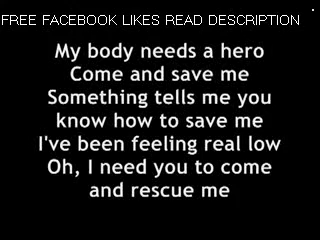 FREE FACEBOOK LIKES READ DESCRIPTION
My body needs a hero
Come and save me
Something tells me you
know how to save me
I've been feeling real low
Oh, I need you to come
and rescue me